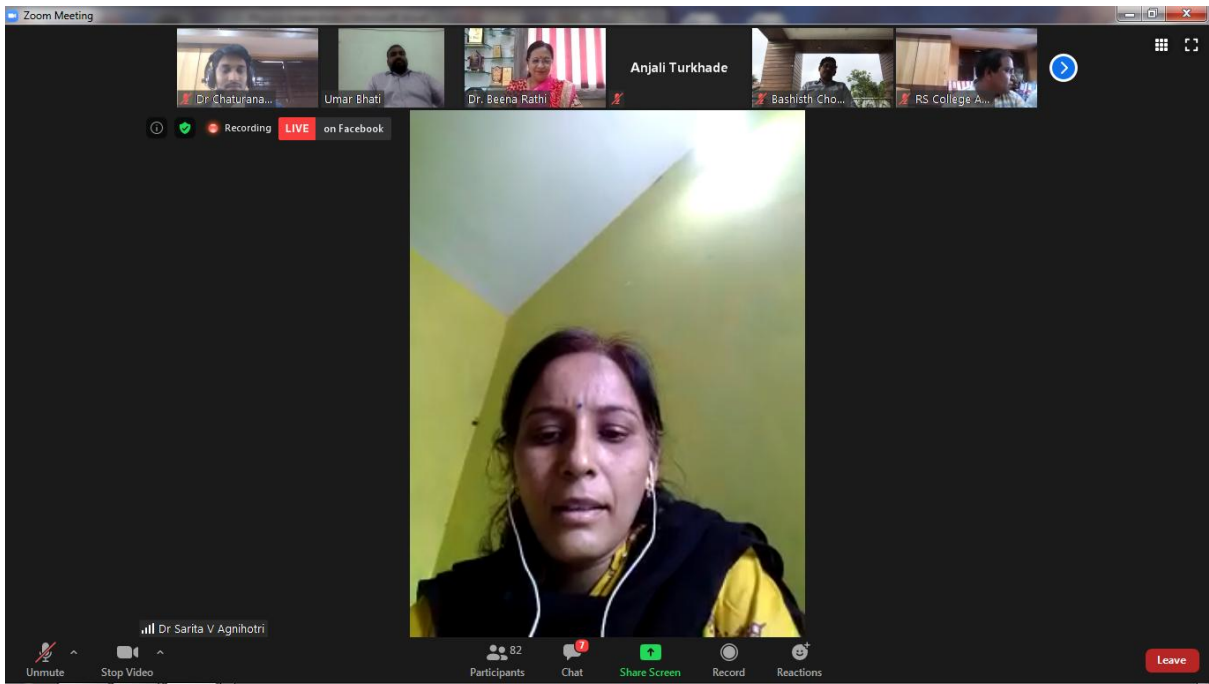 Zoom Meeting
Dr Chaturana...
Umar Bhati
Dr. Beena Rathi
Anjali Turkhade
Bashisth Cho...
RS College A...
Recording
LIVE
on Facebook
Dr Sarita V Agnihotri
Unmute
Stop Video
82
Participants
7
Chat
Share Screen
Record
Reactions
Leave